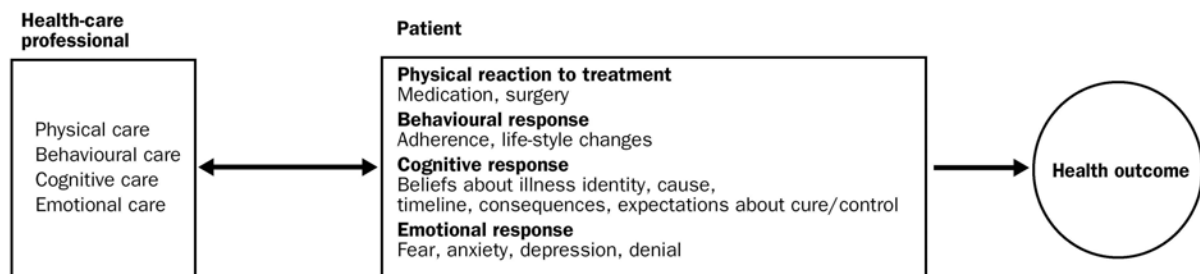 Health-care
professional
Physical care
Behavioural care
Cognitive care
Emotional care
Patient
Physical reaction to treatment
Medication, surgery
Behavioural response
Adherence, life-style changes
Cognitive response
Beliefs about illness identity, cause,
timeline, consequences, expectations about cure/control
Emotional response
Fear, anxiety, depression, denial
Health outcome